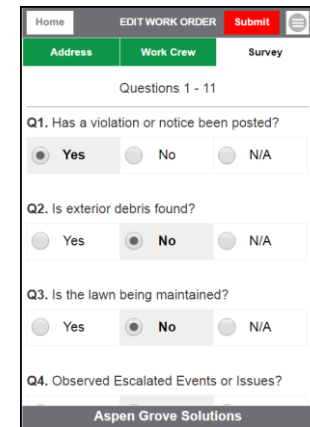 Home EDIT WORK ORDER Submit
Address Work Crew Survey
Questions 1 - 11
Q1. Has a violation or notice been posted?
Yes No N/A
Q2. Is exterior debris found?
Yes No N/A
Q3. Is the lawn being maintained?
Yes No N/A
Q4. Observed Escalated Events or Issues?
Aspen Grove Solutions